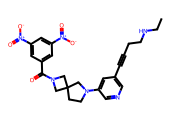 O⁻ N⁺ O
O N⁺ O⁻
HN
O N N N